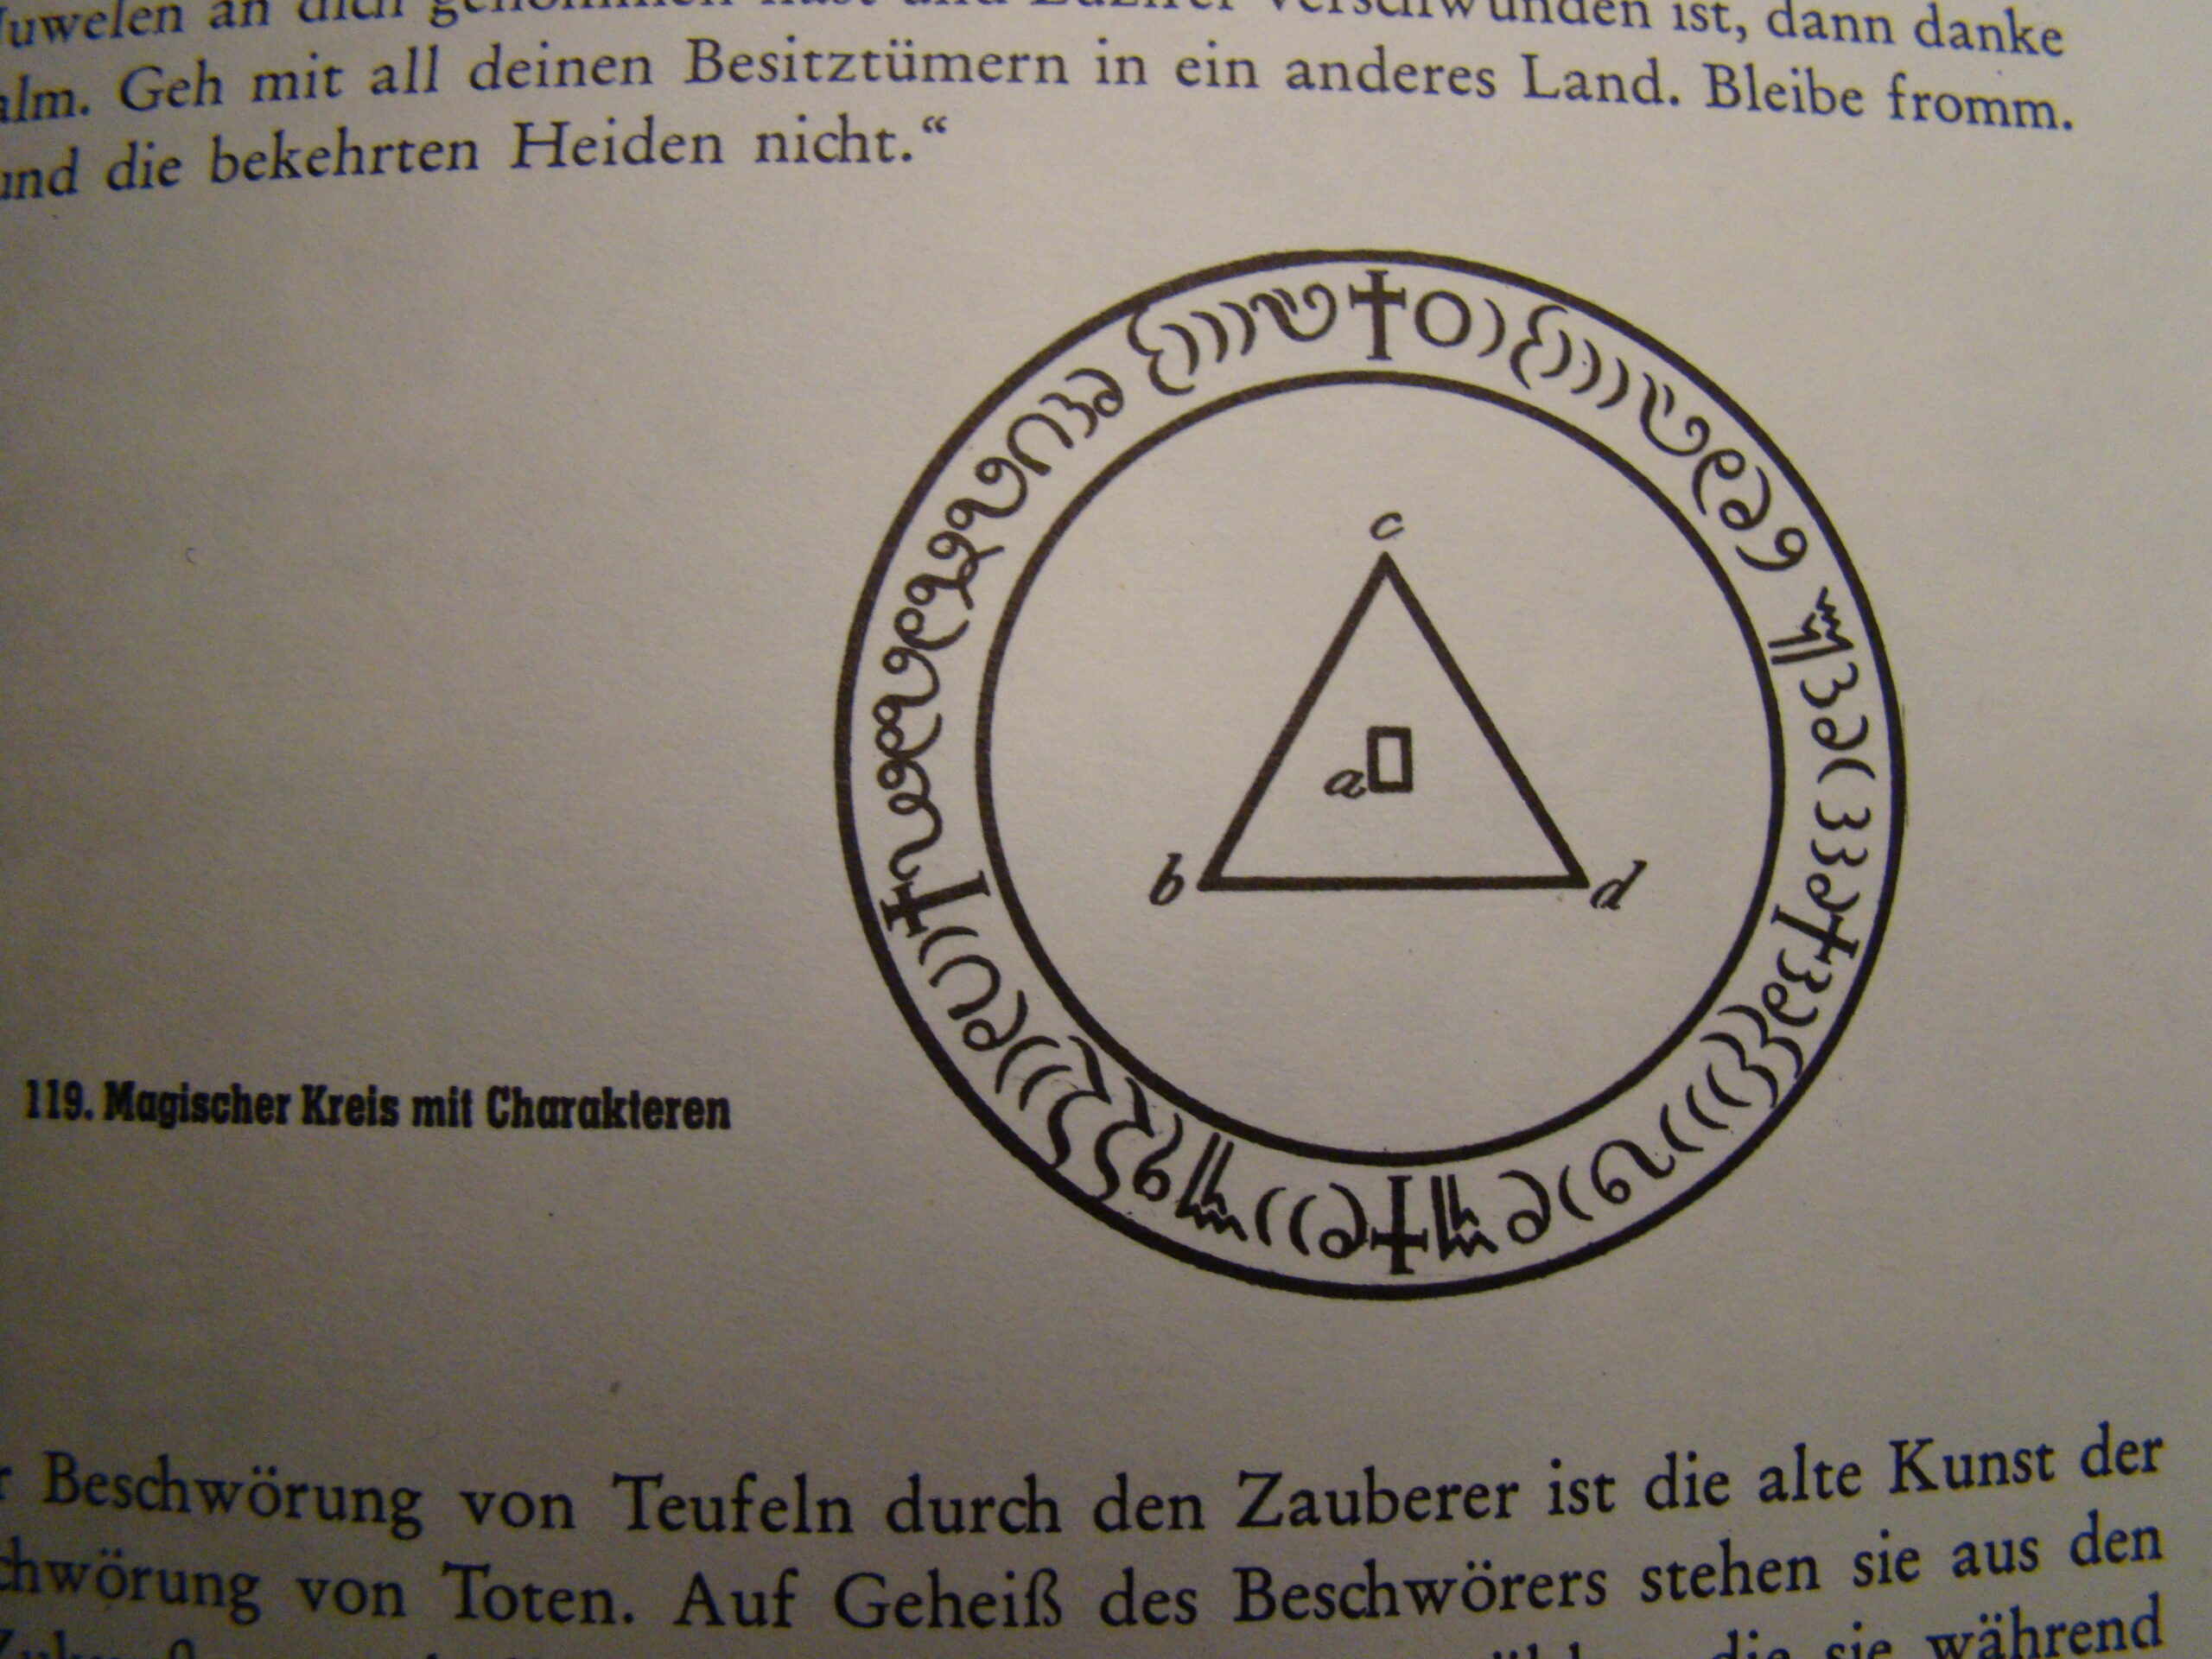 Juwelen an dich genommen hast und Luzifer verschwunden ist, dann danke
alm. Geh mit all deinen Besitztümern in ein anderes Land. Bleibe fromm.
und die bekehrten Heiden nicht.“
c
a
b
d
119. Magischer Kreis mit Charakteren
r Beschwörung von Teufeln durch den Zauberer ist die alte Kunst der
chwörung von Toten. Auf Geheiß des Beschwörers stehen sie aus den
die sie während